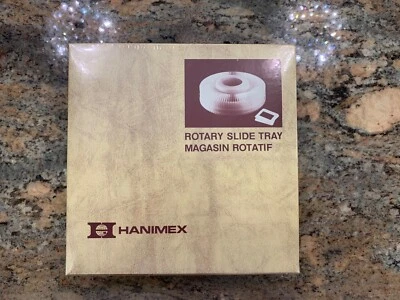 ROTARY SLIDE TRAY
MAGASIN ROTATIF
HANIMEX